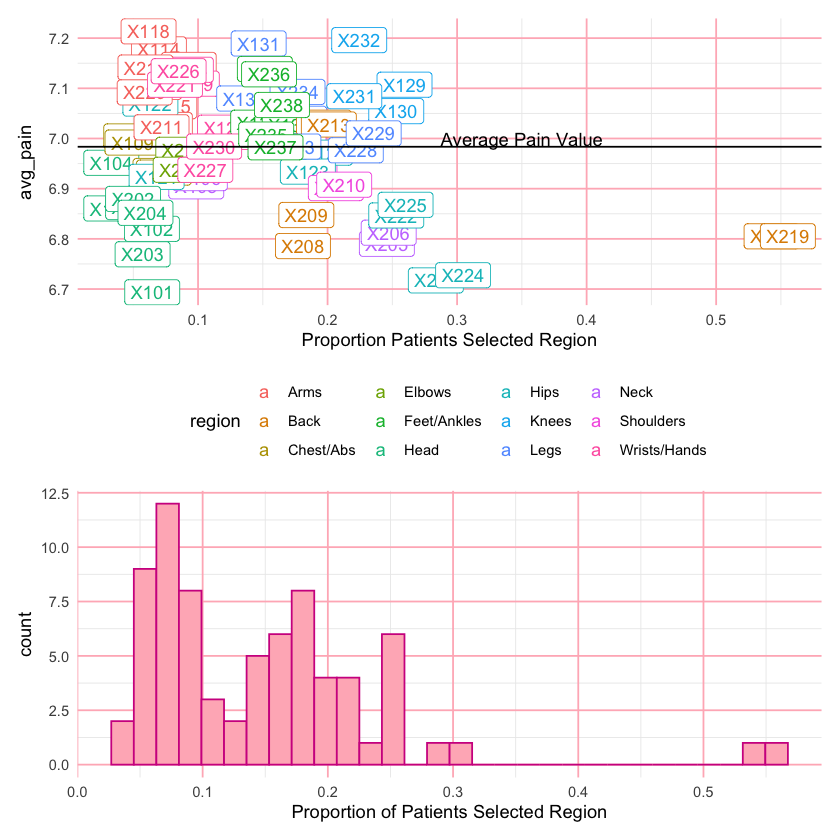 7.2
7.1
7.0
6.9
6.8
6.7
avg_pain
X118
X131
X232
X226
X236
X129
X231
X130
X238
X211
X213
X229
Average Pain Value
X230
X237
X228
X104
X227
X210
X202
X204
X209
X225
X222
X102
X206
X219
X203
X208
X224
X101
0.1 0.2 0.3 0.4 0.5
Proportion Patients Selected Region
region
a Arms a Elbows a Hips a Neck
a Back a Feet/Ankles a Knees a Shoulders
a Chest/Abs a Head a Legs a Wrists/Hands
12.5
10.0
7.5
5.0
2.5
0.0
count
0.0 0.1 0.2 0.3 0.4 0.5
Proportion of Patients Selected Region